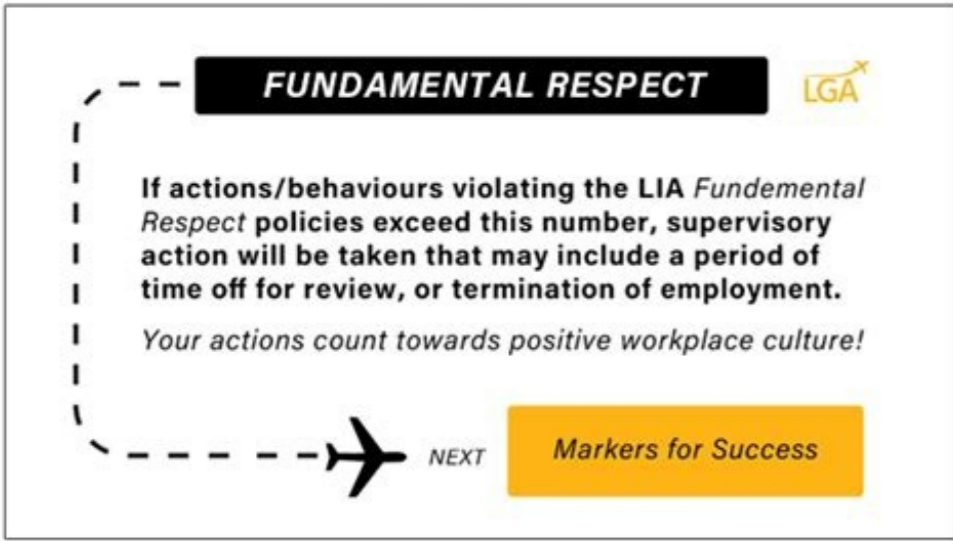 FUNDAMENTAL RESPECT
LGA
If actions/behaviours violating the LIA Fundemental
Respect policies exceed this number, supervisory
action will be taken that may include a period of
time off for review, or termination of employment.
Your actions count towards positive workplace culture!
NEXT
Markers for Success